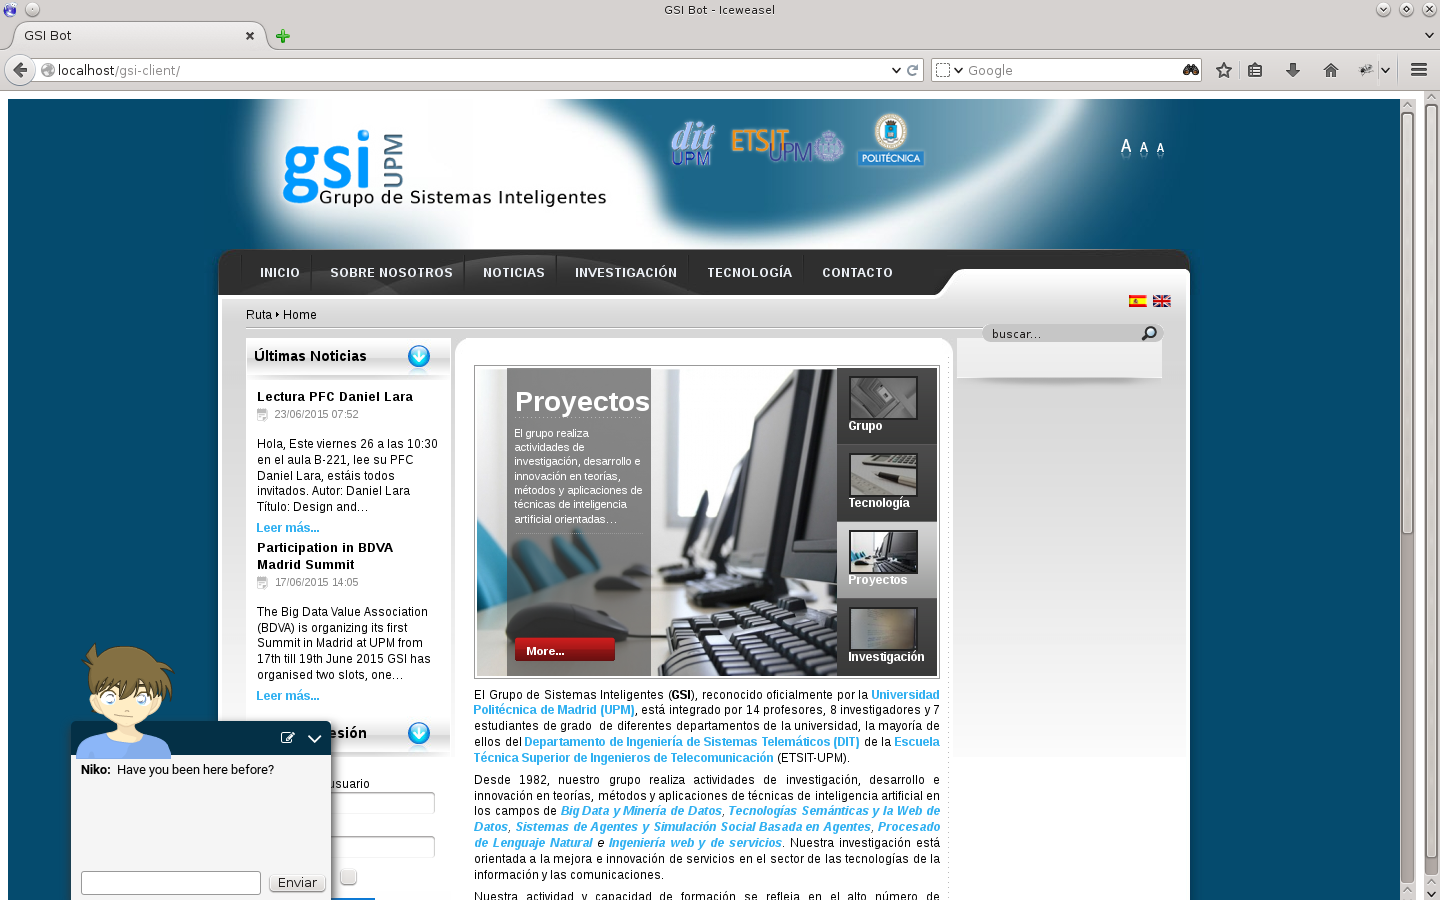 GSI Bot - Iceweasel
GSI Bot
localhost/gsi-client/
Google
gsi UPM
Grupo de Sistemas Inteligentes
dit
UPM
ETSIT
UPM
POLITÉCNICA
A A A
INICIO SOBRE NOSOTROS NOTICIAS INVESTIGACIÓN TECNOLOGÍA CONTACTO
Ruta Home
buscar...
Últimas Noticias
Lectura PFC Daniel Lara
23/06/2015 07:52
Hola, Este viernes 26 a las 10:30
en el aula B-221, lee su PFC
Daniel Lara, estáis todos
invitados. Autor: Daniel Lara
Título: Design and...
Leer más...
Participation in BDVA
Madrid Summit
17/06/2015 14:05
The Big Data Value Association
(BDVA) is organizing its first
Summit in Madrid at UPM from
17th till 19th June 2015 GSI has
organised two slots, one...
Leer más...
esión
usuario
Niko: Have you been here before?
Enviar
Proyectos
El grupo realiza
actividades de
investigación, desarrollo e
innovación en teorías,
métodos y aplicaciones de
técnicas de inteligencia
artificial orientadas...
More...
Grupo
Tecnología
Proyectos
Investigación
El Grupo de Sistemas Inteligentes (GSI), reconocido oficialmente por la Universidad
Politécnica de Madrid (UPM), está integrado por 14 profesores, 8 investigadores y 7
estudiantes de grado de diferentes departamentos de la universidad, la mayoría de
ellos del Departamento de Ingeniería de Sistemas Telemáticos (DIT) de la Escuela
Técnica Superior de Ingenieros de Telecomunicación (ETSIT-UPM).
Desde 1982, nuestro grupo realiza actividades de investigación, desarrollo e
innovación en teorías, métodos y aplicaciones de técnicas de inteligencia artificial en
los campos de Big Data y Minería de Datos, Tecnologías Semánticas y la Web de
Datos, Sistemas de Agentes y Simulación Social Basada en Agentes, Procesado
de Lenguaje Natural e Ingeniería web y de servicios. Nuestra investigación está
orientada a la mejora e innovación de servicios en el sector de las tecnologías de la
información y las comunicaciones.
Nuestra actividad y capacidad de formación se refleja en el alto número de